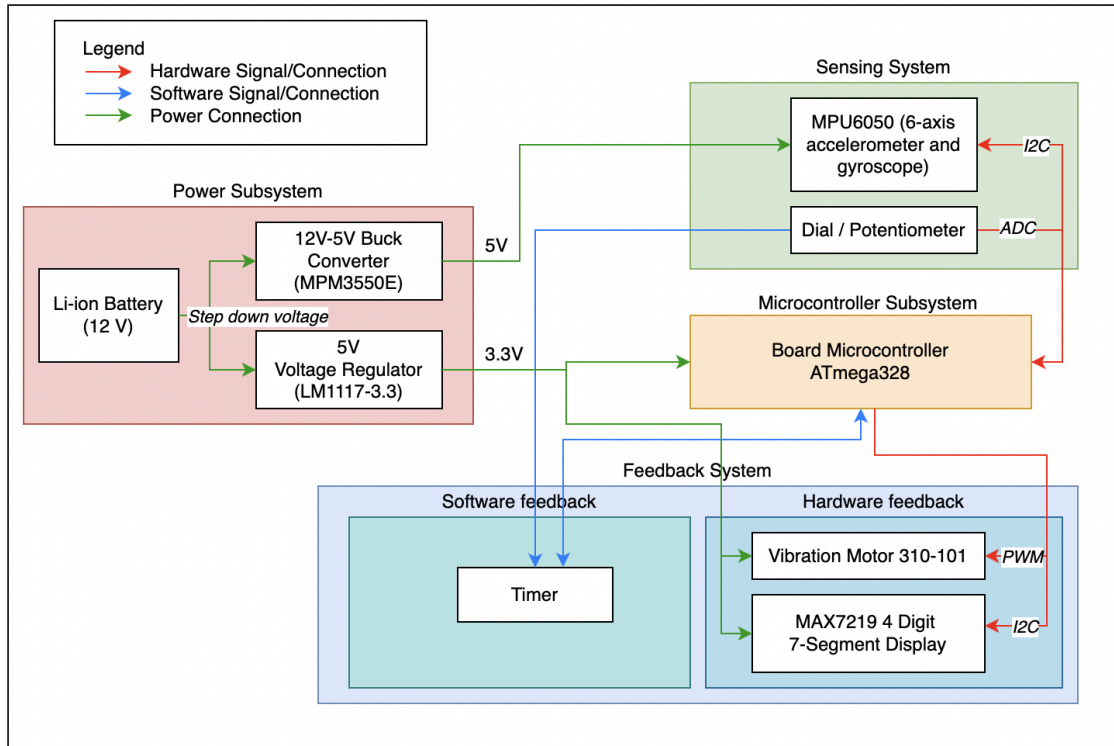 Legend
Hardware Signal/Connection
Software Signal/Connection
Power Connection
Sensing System
MPU6050 (6-axis
accelerometer and
gyroscope)
I2C
Dial / Potentiometer
ADC
Power Subsystem
Li-ion Battery
(12 V)
Step down voltage
12V-5V Buck
Converter
(MPM3550E)
5V
5V
Voltage Regulator
(LM1117-3.3)
3.3V
Microcontroller Subsystem
Board Microcontroller
ATmega328
Feedback System
Software feedback
Timer
Hardware feedback
Vibration Motor 310-101
PWM
MAX7219 4 Digit
7-Segment Display
I2C